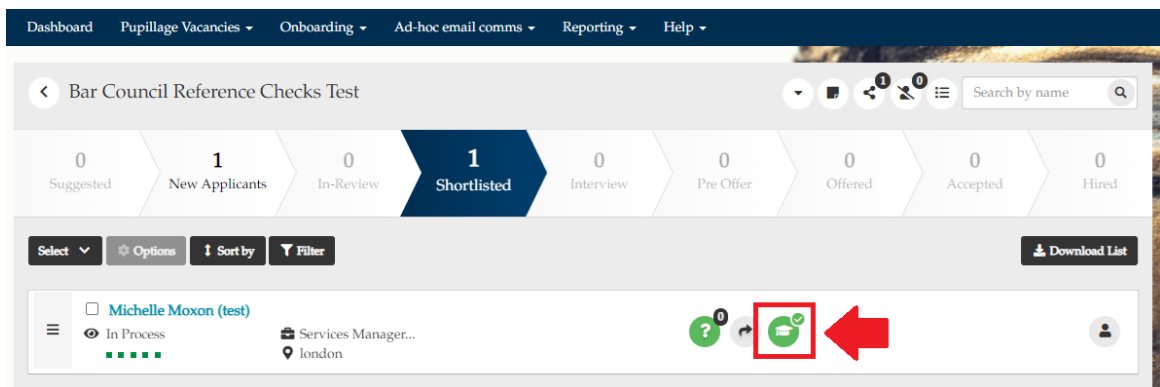 Dashboard Pupillage Vacancies Onboarding Ad-hoc email comms Reporting Help
Bar Council Reference Checks Test 1 0 Search by name
0 1 0 1 0 0 0 0 0
Suggested New Applicants In-Review Shortlisted Interview Pre Offer Offered Accepted Hired
Select Options Sort by Filter Download List
Michelle Moxon (test) ? 0
In Process Services Manager...
london